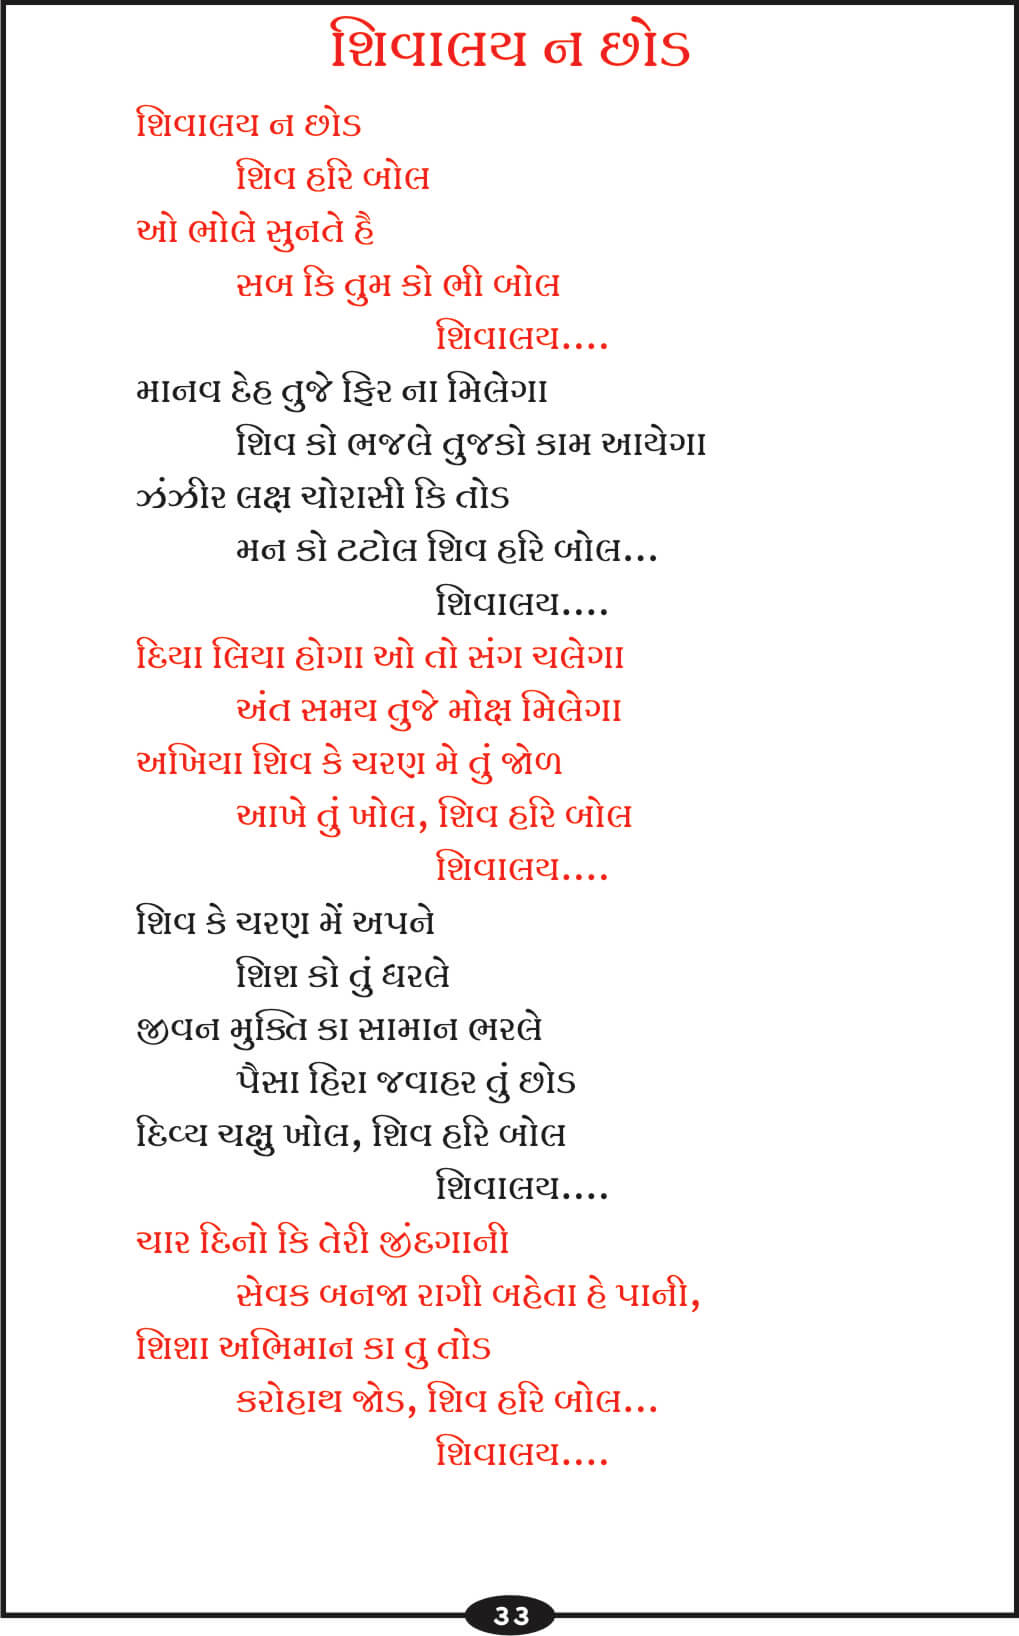 શિવાલય ન છોડ
શિવાલય ન છોડ
શિવ હરિ બોલ
ઓ ભોલે સુનતે હૈ
સબ કિ તુમ કો ભી બોલ
શિવાલય....
માનવ દેહ તુજે ફિર ના મિલેગા
શિવ કો ભજલે તુજકો કામ આયેગા
ઝંઝીર લક્ષ ચોરાસી કિ તોડ
મન કો ટટોલ શિવ હરિ બોલ...
શિવાલય....
દિયા લિયા હોગા ઓ તો સંગ ચલેગા
અંત સમય તુજે મોક્ષ મિલેગા
અખિયા શિવ કે ચરણ મે તું જોળ
આખે તું ખોલ, શિવ હરિ બોલ
શિવાલય....
શિવ કે ચરણ મેં અપને
શિશ કો તું ધરલે
જીવન મુક્તિ કા સામાન ભરલે
પૈસા હિરા જવાહર તું છોડ
દિવ્ય ચક્ષુ ખોલ, શિવ હરિ બોલ
શિવાલય....
ચાર દિનો કિ તેરી જીંદગાની
સેવક બનજા રાગી બહેતા હે પાની,
શિશા અભિમાન કા તુ તોડ
કરોહાથ જોડ, શિવ હરિ બોલ...
શિવાલય....
33